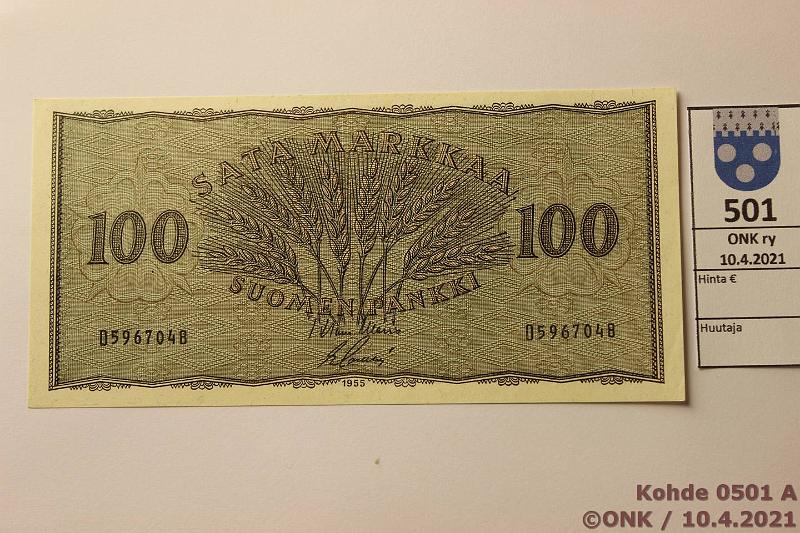 SATA MARKKAA
100
100
SUOMEN PANKKI
D5967048
D5967048
1955
501
ONK ry
10.4.2021
Hinta €
Huutaja
Kohde 0501 A
©ONK / 10.4.2021